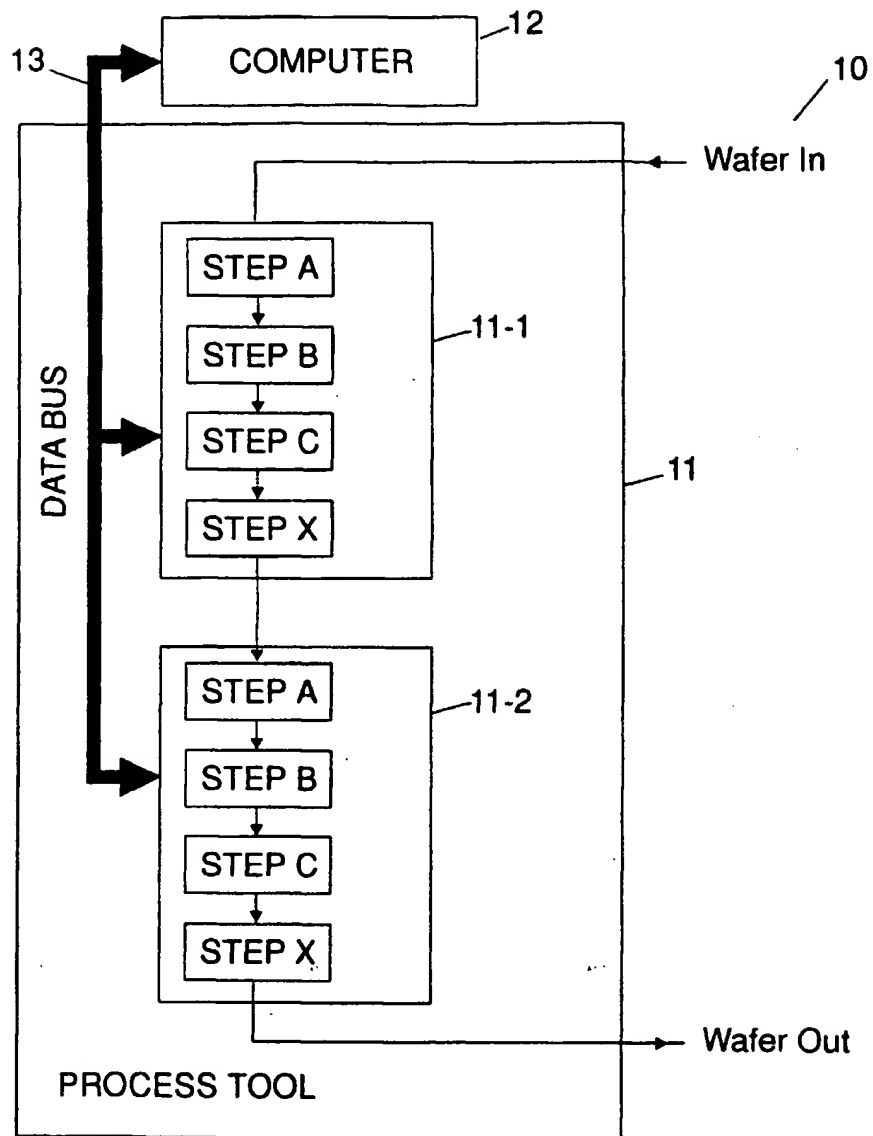 12
13
COMPUTER
10
Wafer In
STEP A
STEP B
11-1
STEP C
DATA BUS
11
STEP X
STEP A
11-2
STEP B
STEP C
STEP X
Wafer Out
PROCESS TOOL